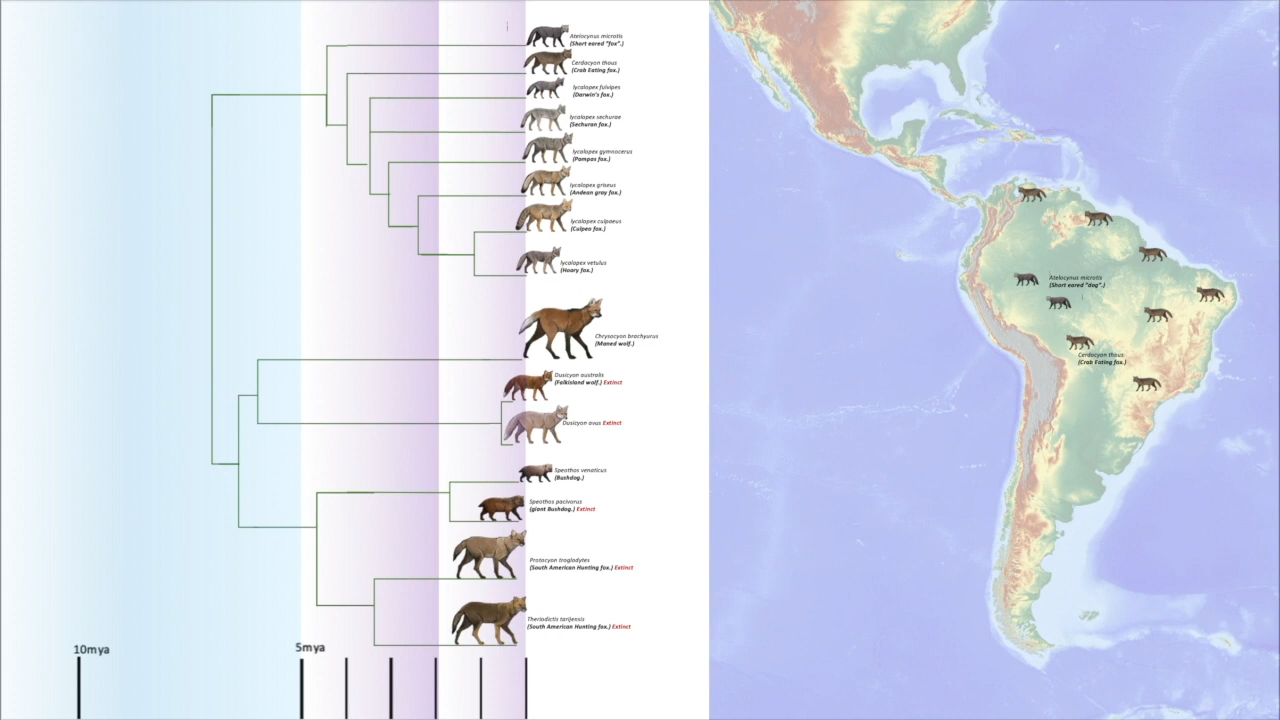 Atelocynus microtis
(Short eared "fox".)
Cerdocyon thous
(Crab Eating fox.)
lycalopex fulvipes
(Darwin's fox.)
lycalopex sechurae
(Sechuran fox.)
lycalopex gymnocerus
(Pampas fox.)
lycalopex griseus
(Andean gray fox.)
lycalopex culpaeus
(Culpeo fox.)
lycalopex vetulus
(Hoary fox.)
Chrysocyon brachyurus
(Maned wolf.)
Dusicyon australis
(Falkisland wolf.) Extinct
Dusicyon avus Extinct
Speothos venaticus
(Bushdog.)
Speothos pacivorus
(giant Bushdog.) Extinct
Protocyon troglodytes
(South American Hunting fox.) Extinct
Theriodictis tarijensis
(South American Hunting fox.) Extinct
10mya
5mya
Atelocynus microtis
(Short eared "dog".)
Cerdocyon thous
(Crab Eating fox.)